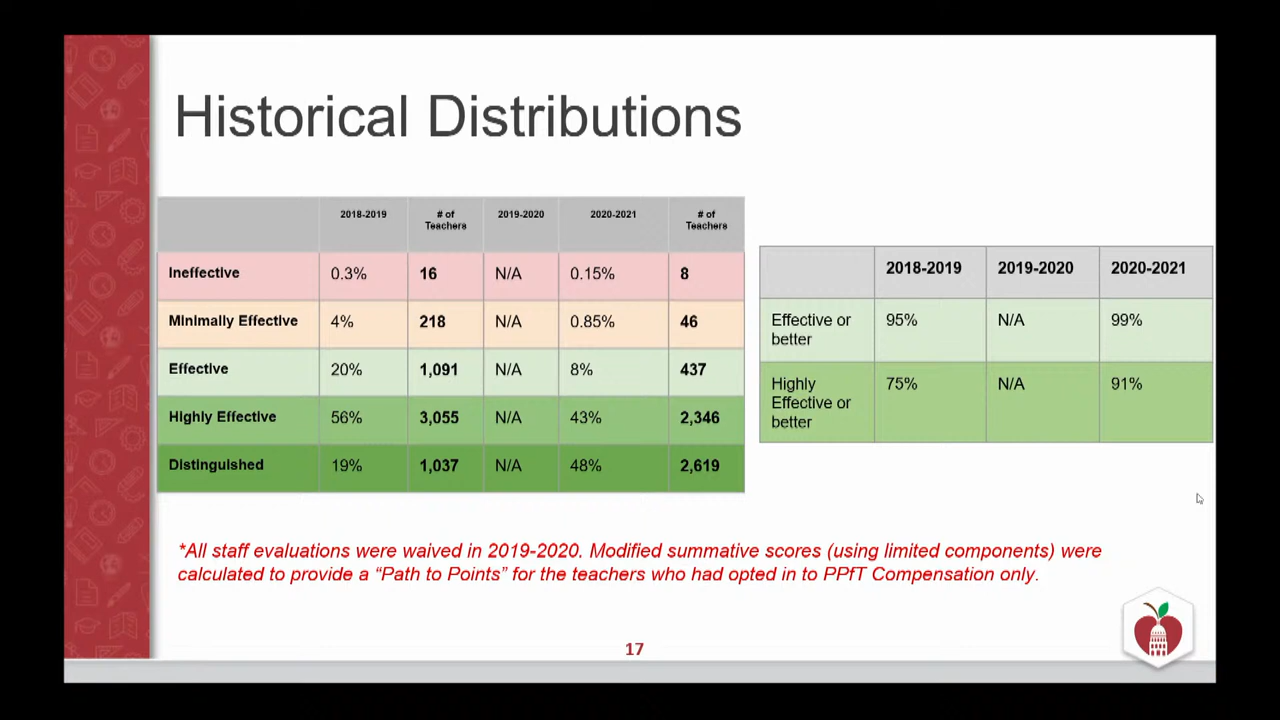 Historical Distributions
2018-2019 # of Teachers 2019-2020 2020-2021 # of Teachers
Ineffective 0.3% 16 N/A 0.15% 8
Minimally Effective 4% 218 N/A 0.85% 46
Effective 20% 1,091 N/A 8% 437
Highly Effective 56% 3,055 N/A 43% 2,346
Distinguished 19% 1,037 N/A 48% 2,619
2018-2019 2019-2020 2020-2021
Effective or better 95% N/A 99%
Highly Effective or better 75% N/A 91%
*All staff evaluations were waived in 2019-2020. Modified summative scores (using limited components) were
calculated to provide a “Path to Points” for the teachers who had opted in to PPfT Compensation only.
17